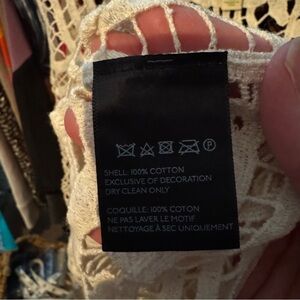 P
SHELL: 100% COTTON
EXCLUSIVE OF DECORATION
DRY CLEAN ONLY
COQUILLE: 100% COTON
NE PAS LAVER LE MOTIF
NETTOYAGE À SEC UNIQUEMENT